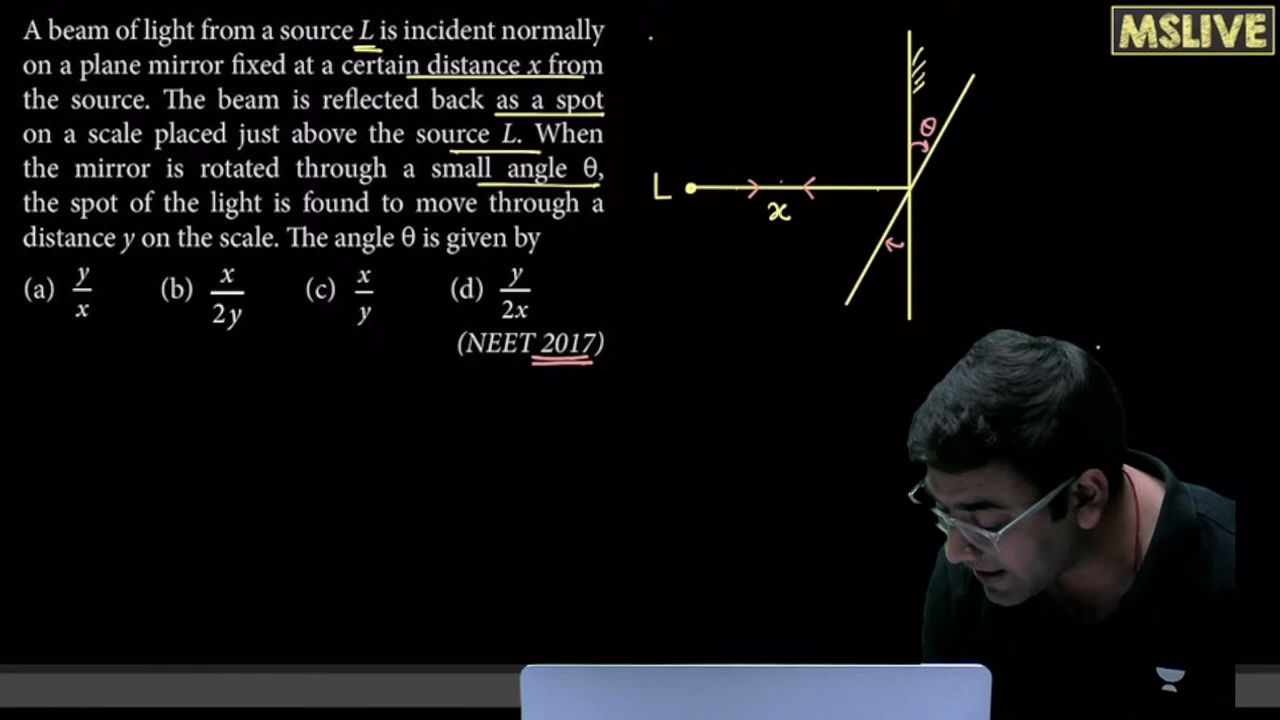 A beam of light from a source L is incident normally
on a plane mirror fixed at a certain distance x from
the source. The beam is reflected back as a spot
on a scale placed just above the source L. When
the mirror is rotated through a small angle θ,
the spot of the light is found to move through a
distance y on the scale. The angle θ is given by
(a) y/x (b) x/2y (c) x/y (d) y/2x
(NEET 2017)
MSLIVE
θ
L
x